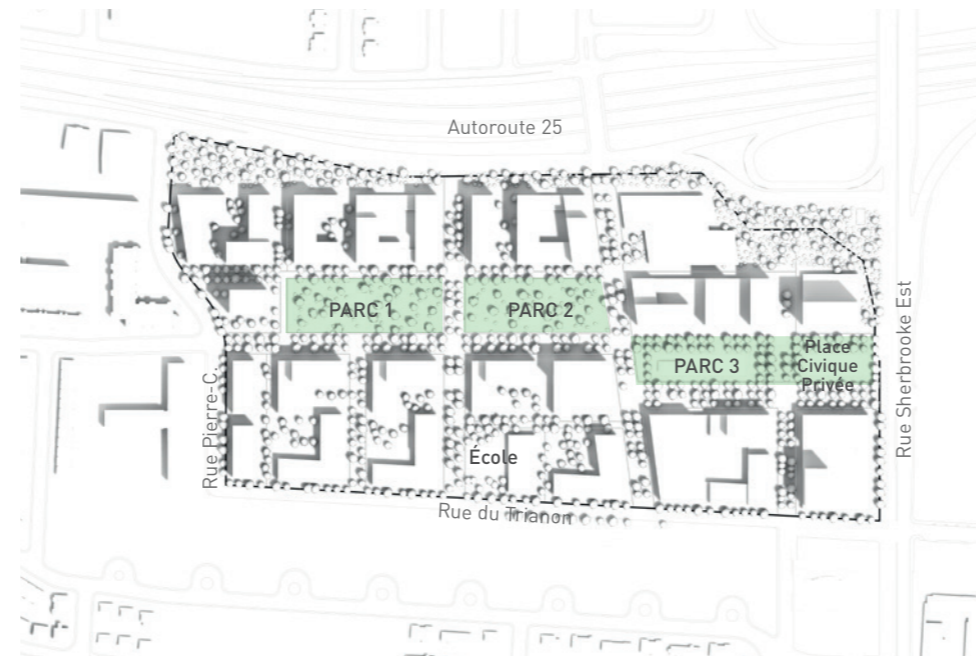 Autoroute 25
PARC 1
PARC 2
PARC 3
Place
Civique
Privée
Rue Sherbrooke Est
Rue Pierre-C.
École
Rue du Trianon